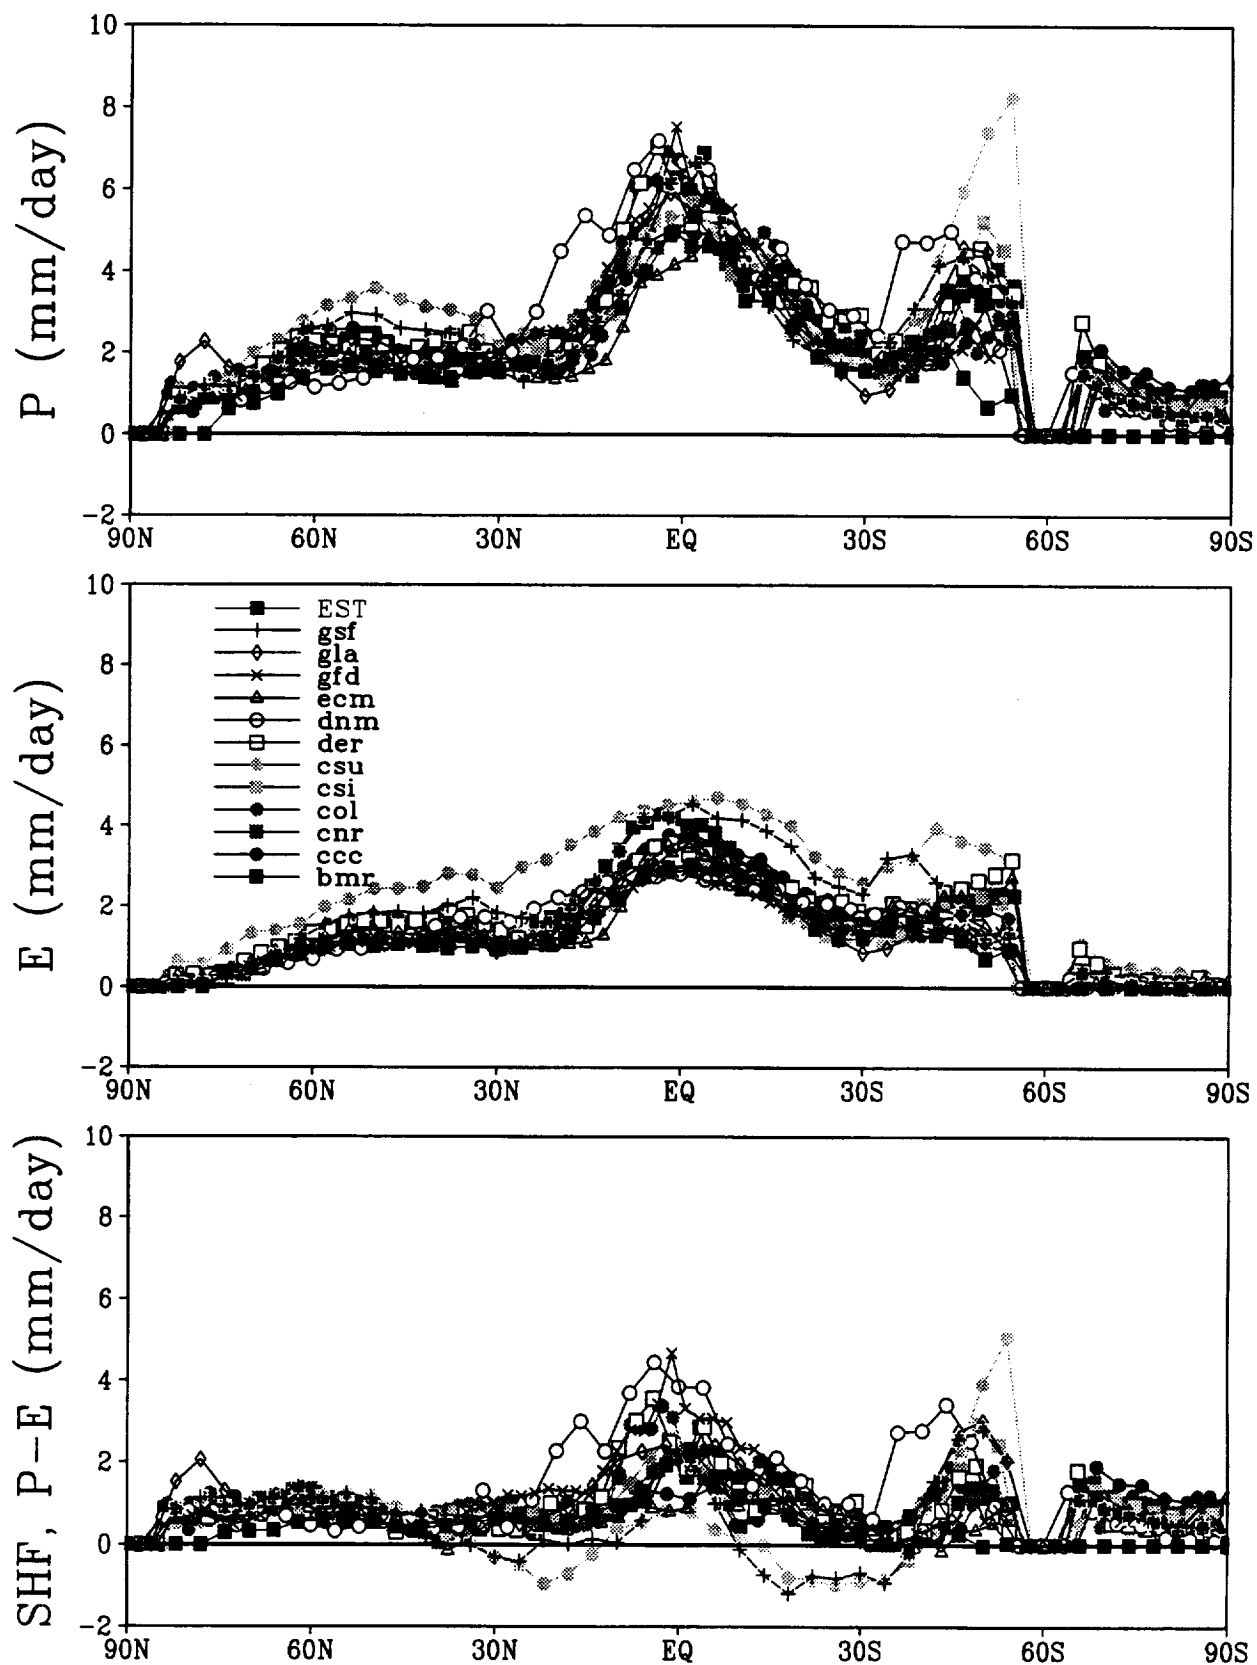 10
8
6
4
2
0
-2
P (mm/day)
90N 60N 30N EQ 30S 60S 90S
10
8
6
4
2
0
-2
E (mm/day)
EST
gsf
gla
gfd
ecm
dnm
der
csu
csi
col
cnr
ccc
bmr
90N 60N 30N EQ 30S 60S 90S
10
8
6
4
2
0
-2
SHF, P-E (mm/day)
90N 60N 30N EQ 30S 60S 90S